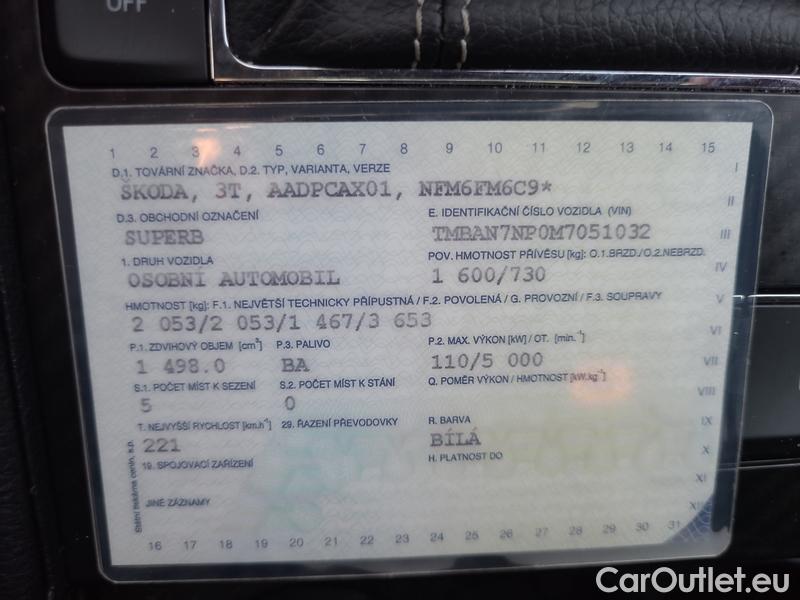 OFF
1 2 3 4 5 6 7 8 9 10 11 12 13 14 15
D.1. TOVÁRNÍ ZNAČKA, D.2. TYP, VARIANTA, VERZE
ŠKODA, 3T, AADPCAX01, NFM6FM6C9*
I
II
D.3. OBCHODNÍ OZNAČENÍ
E. IDENTIFIKAČNÍ ČÍSLO VOZIDLA (VIN)
SUPERB
TMBAN7NP0M7051032
III
1. DRUH VOZIDLA
POV. HMOTNOST PŘÍVĚSU [kg]: O.1.BRZD./O.2.NEBRZD.
OSOBNÍ AUTOMOBIL
1 600/730
IV
HMOTNOST [kg]: F.1. NEJVĚTŠÍ TECHNICKY PŘÍPUSTNÁ / F.2. POVOLENÁ / G. PROVOZNÍ / F.3. SOUPRAVY
V
2 053/2 053/1 467/3 653
VI
P.1. ZDVIHOVÝ OBJEM [cm³]
P.3. PALIVO
P.2. MAX. VÝKON [kW] / OT. [min.⁻¹]
1 498.0
BA
110/5 000
VII
S.1. POČET MÍST K SEZENÍ
S.2. POČET MÍST K STÁNÍ
Q. POMĚR VÝKON / HMOTNOST [kW.kg⁻¹]
5
0
VIII
T. NEJVYŠŠÍ RYCHLOST [km.h⁻¹]
29. ŘAZENÍ PŘEVODOVKY
R. BARVA
IX
221
BÍLÁ
X
19. SPOJOVACÍ ZAŘÍZENÍ
H. PLATNOST DO
XI
JINÉ ZÁZNAMY
Státní tiskárna cenin, s.p.
16 17 18 19 20 21 22 23 24 25 26 27 28 29 30 31
CarOutlet.eu